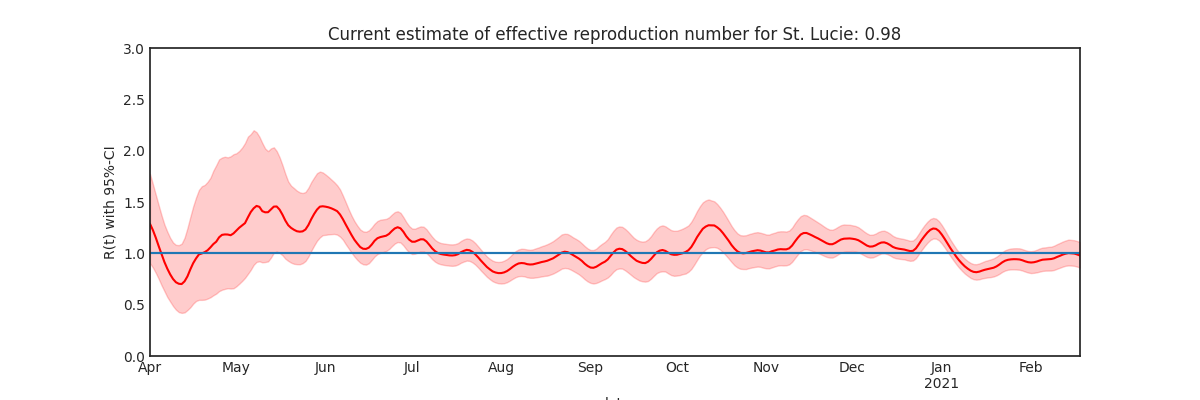 Current estimate of effective reproduction number for St. Lucie: 0.98
R(t) with 95%-CI
3.0
2.5
2.0
1.5
1.0
0.5
0.0
Apr May Jun Jul Aug Sep Oct Nov Dec Jan Feb
2021